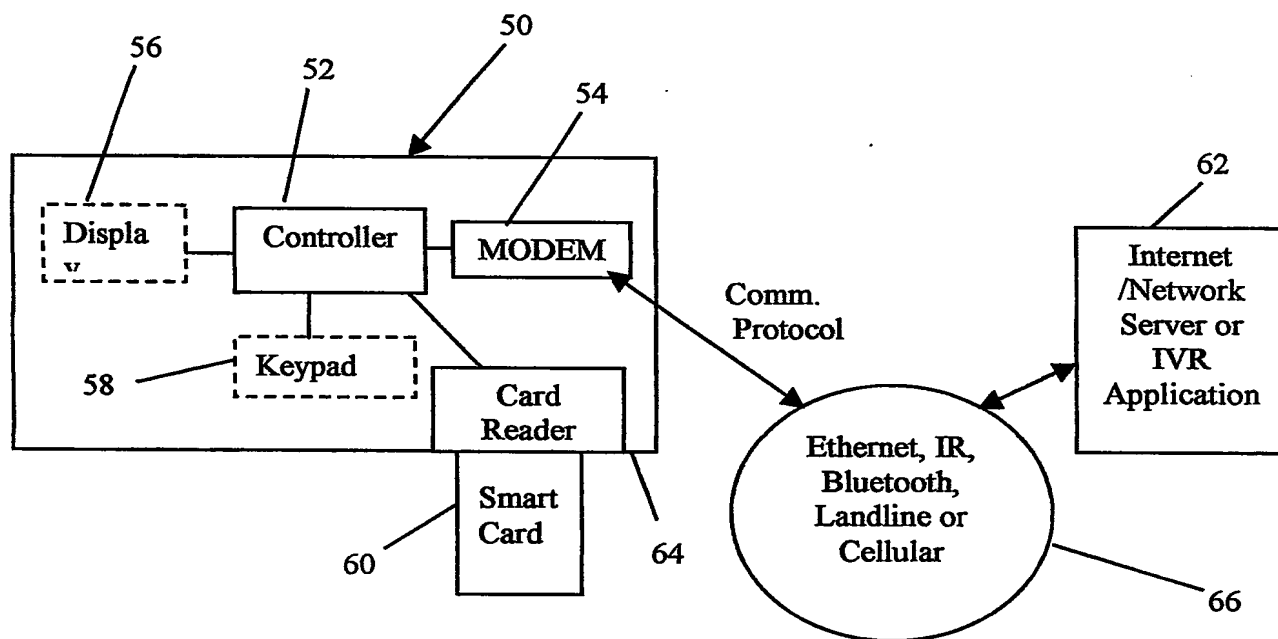 50
56
52
54
62
Displa
y
Controller
MODEM
Internet
/Network
Server or
IVR
Application
Comm.
Protocol
58
Keypad
Card
Reader
Ethernet, IR,
Bluetooth,
Landline or
Cellular
Smart
Card
60
64
66